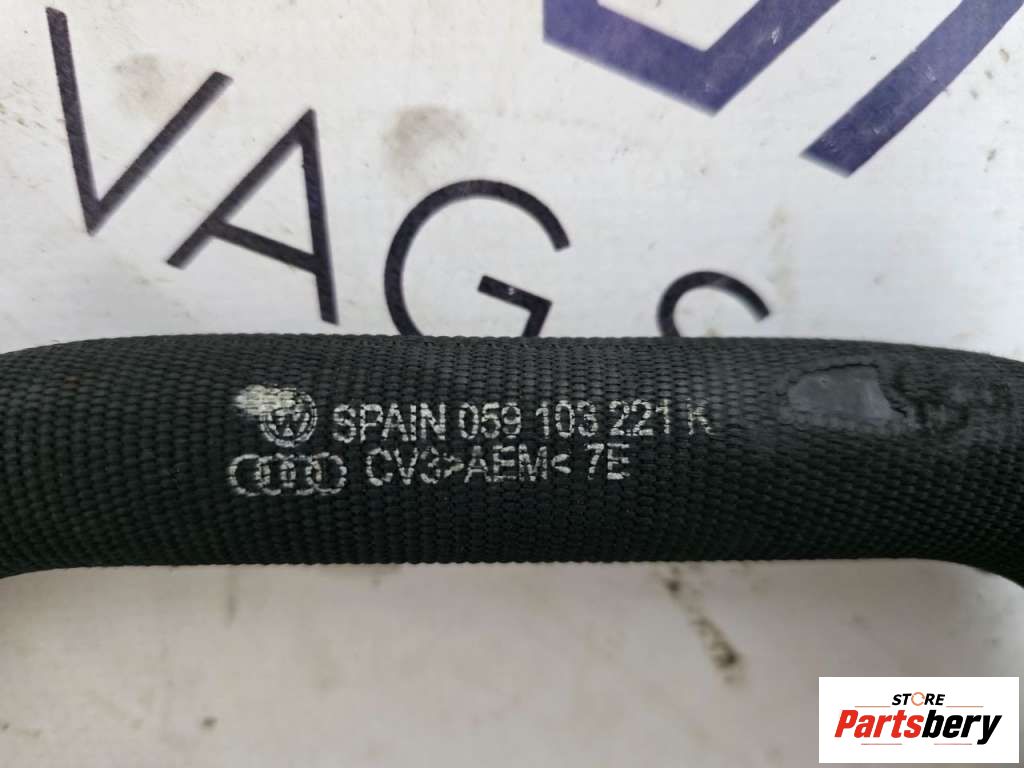 VAG S
SPAIN 059 103 221 K
CV3>AEM< 7E
STORE
Partsbery